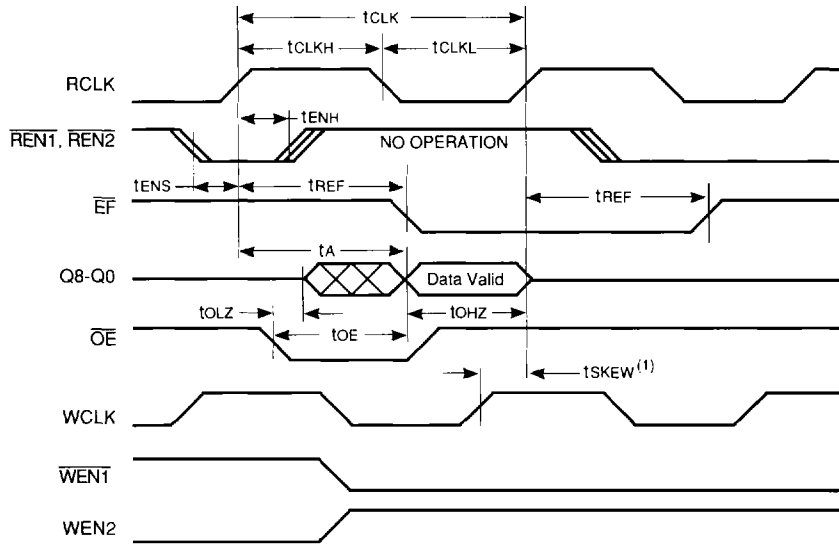 tCLK
tCLKH tCLKL
RCLK
tENH
REN1, REN2 NO OPERATION
tENS tREF tREF
EF
tA
Q8-Q0 Data Valid
tOLZ tOE tOHZ
OE
tSKEW(1)
WCLK
WEN1
WEN2